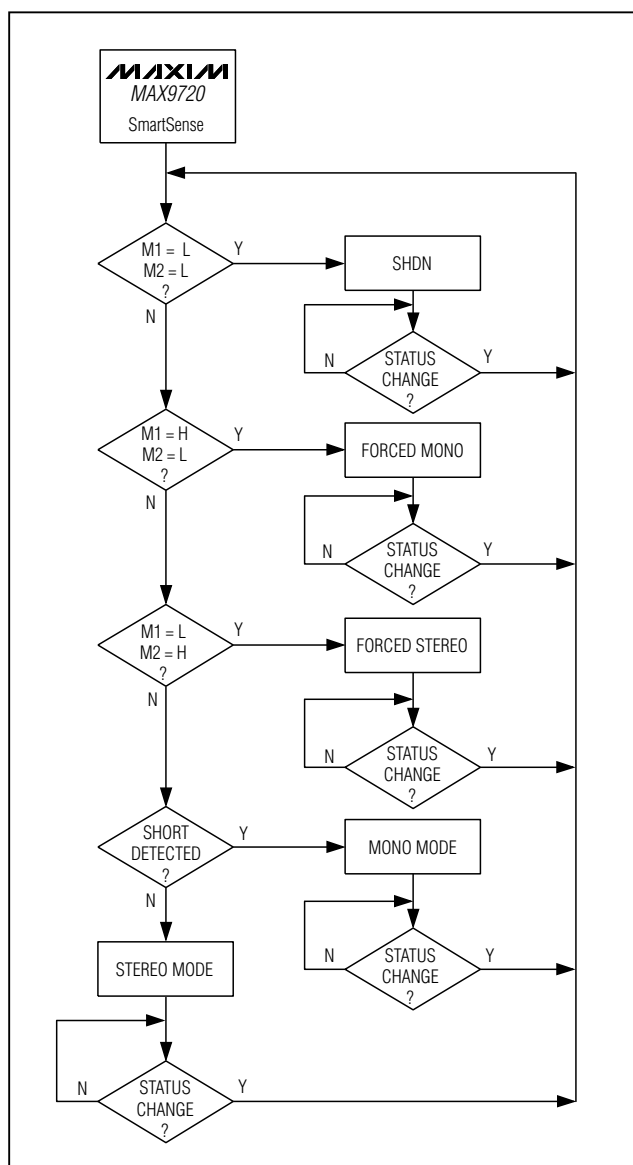 MAXIM
MAX9720
SmartSense
M1 = L
M2 = L
?
Y
N
SHDN
STATUS
CHANGE
?
N
Y
M1 = H
M2 = L
?
Y
N
FORCED MONO
STATUS
CHANGE
?
N
Y
M1 = L
M2 = H
?
Y
N
FORCED STEREO
STATUS
CHANGE
?
N
Y
SHORT
DETECTED
?
Y
N
MONO MODE
STATUS
CHANGE
?
N
Y
STEREO MODE
STATUS
CHANGE
?
N
Y